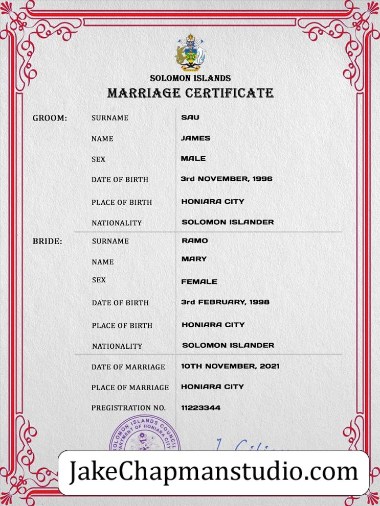 SOLOMON ISLANDS
MARRIAGE CERTIFICATE
GROOM: SURNAME SAU
NAME JAMES
SEX MALE
DATE OF BIRTH 3rd NOVEMBER, 1996
PLACE OF BIRTH HONIARA CITY
NATIONALITY SOLOMON ISLANDER
BRIDE: SURNAME RAMO
NAME MARY
SEX FEMALE
DATE OF BIRTH 3rd FEBRUARY, 1998
PLACE OF BIRTH HONIARA CITY
NATIONALITY SOLOMON ISLANDER
DATE OF MARRIAGE 10TH NOVEMBER, 2021
PLACE OF MARRIAGE HONIARA CITY
PREGISTRATION NO. 11223344
SOLOMON ISLANDS COUNCIL
OF HONIARA CITY
JakeChapmanstudio.com